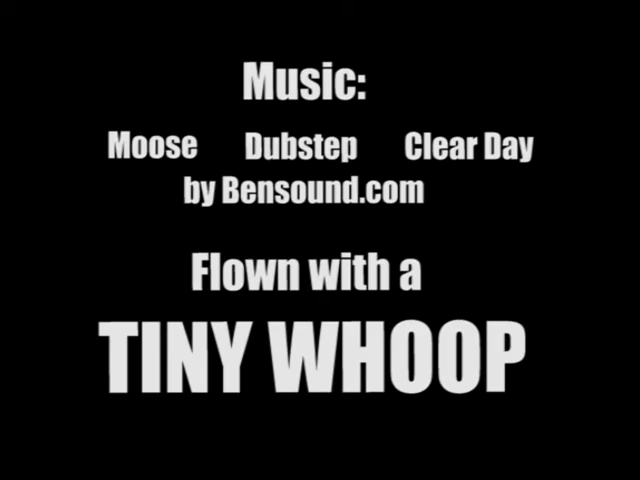 Music:
Moose Dubstep Clear Day
by Bensound.com
Flown with a
TINY WHOOP